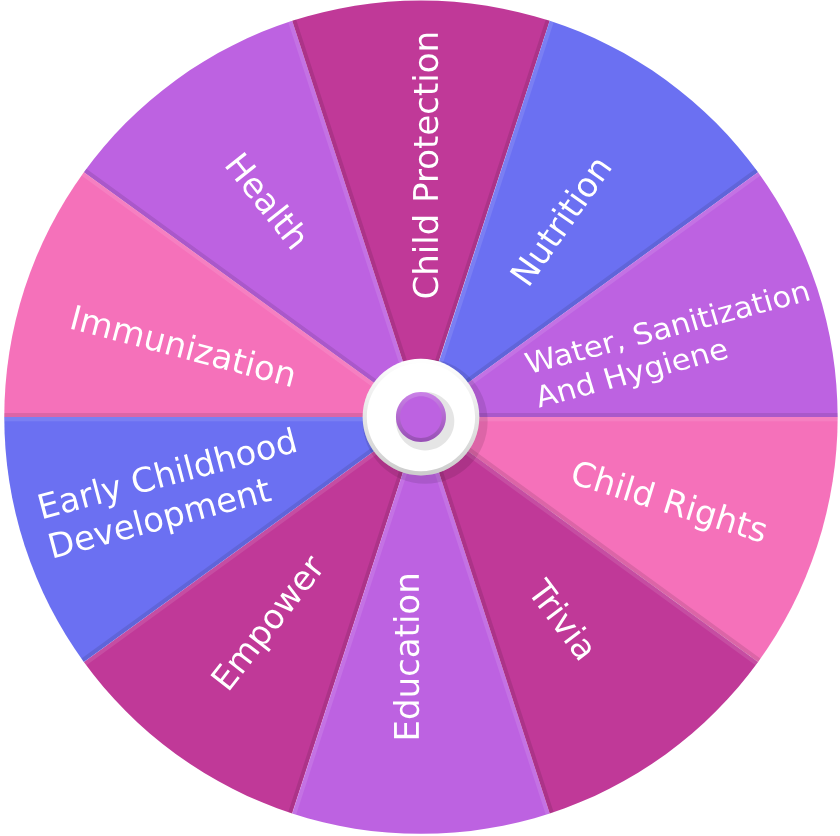 Child Protection
Nutrition
Water, Sanitization
And Hygiene
Child Rights
Trivia
Education
Empower
Early Childhood
Development
Immunization
Health